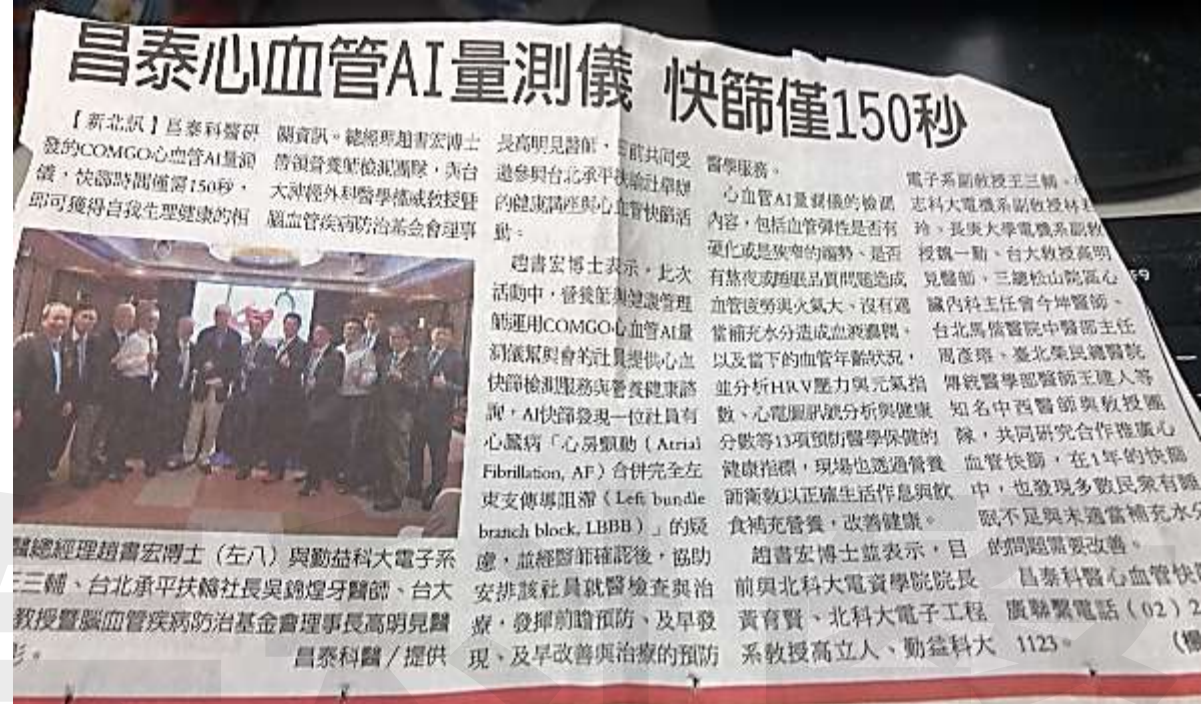 昌泰心血管AI量測儀 快篩僅150秒
【新北訊】昌泰科醫研
發的COMGO心血管AI量測
儀,快篩時間僅需150秒,
即可獲得自我生理健康的相
關資訊。總經理趙書宏博士
帶領營養師檢測團隊,與台
大神經外科醫學權威教授暨
腦血管疾病防治基金會理事
長高明見醫師,日前共同受
邀參與台北承平扶輪社舉辦
的健康講座與心血管快篩活
動。
趙書宏博士表示,此次
活動中,營養師與健康管理
師運用COMGO心血管AI量
測儀幫與會的社員提供心血
快篩檢測服務與營養健康諮
詢,AI快篩發現一位社員有
心臟病「心房顫動(Atrial
Fibrillation, AF)合併完全左
束支傳導阻滯(Left bundle
branch block, LBBB)」的疑
慮,並經醫師確認後,協助
安排該社員就醫檢查與治
療,發揮前瞻預防、及早發
現、及早改善與治療的預防
醫學服務。
心血管AI量測儀的檢測
內容,包括血管彈性是否有
硬化或是狹窄的趨勢、是否
有熬夜或睡眠品質問題造成
血管疲勞與火氣大、沒有適
當補充水分造成血液濃稠,
以及當下的血管年齡狀況,
並分析HRV壓力與元氣指
數、心電圖訊號分析與健康
分數等13項預防醫學保健的
健康指標,現場也透過營養
師衛教以正確生活作息與飲
食補充營養,改善健康。
趙書宏博士並表示,目
前與北科大電資學院院長
黃育賢、北科大電子工程
系教授高立人、勤益科大
電子系副教授王三輔、
志科大電機系副教授林
玲、長庚大學電機系副教
授魏一勤、台大教授高明
見醫師、三總松山院區心
臟內科主任曾今坤醫師、
台北馬偕醫院中醫部主任
周彥瑢、臺北榮民總醫院
傳統醫學部醫師王建人等
知名中西醫師與教授團
隊,共同研究合作推廣心
血管快篩,在1年的快篩
中,也發現多數民眾有睡
眠不足與未適當補充水分
的問題需要改善。
昌泰科醫心血管快
廣聯繫電話(02)2
1123。
醫總經理趙書宏博士(左八)與勤益科大電子系
王三輔、台北承平扶輪社長吳錦煌牙醫師、台大
教授暨腦血管疾病防治基金會理事長高明見醫
影。
昌泰科醫/提供